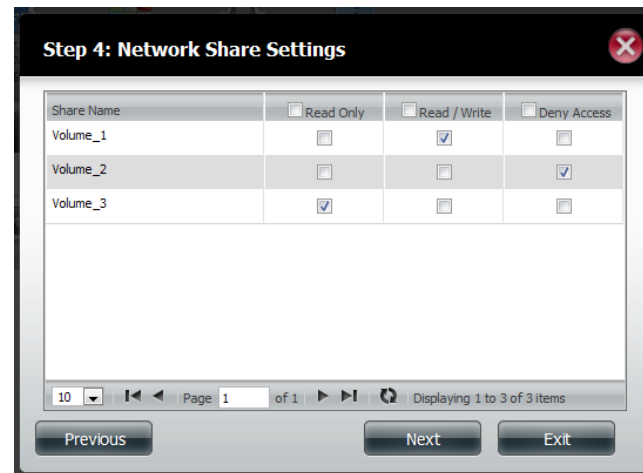 Step 4: Network Share Settings
Share Name Read Only Read / Write Deny Access
Volume_1
Volume_2
Volume_3
10 Page 1 of 1 Displaying 1 to 3 of 3 items
Previous Next Exit